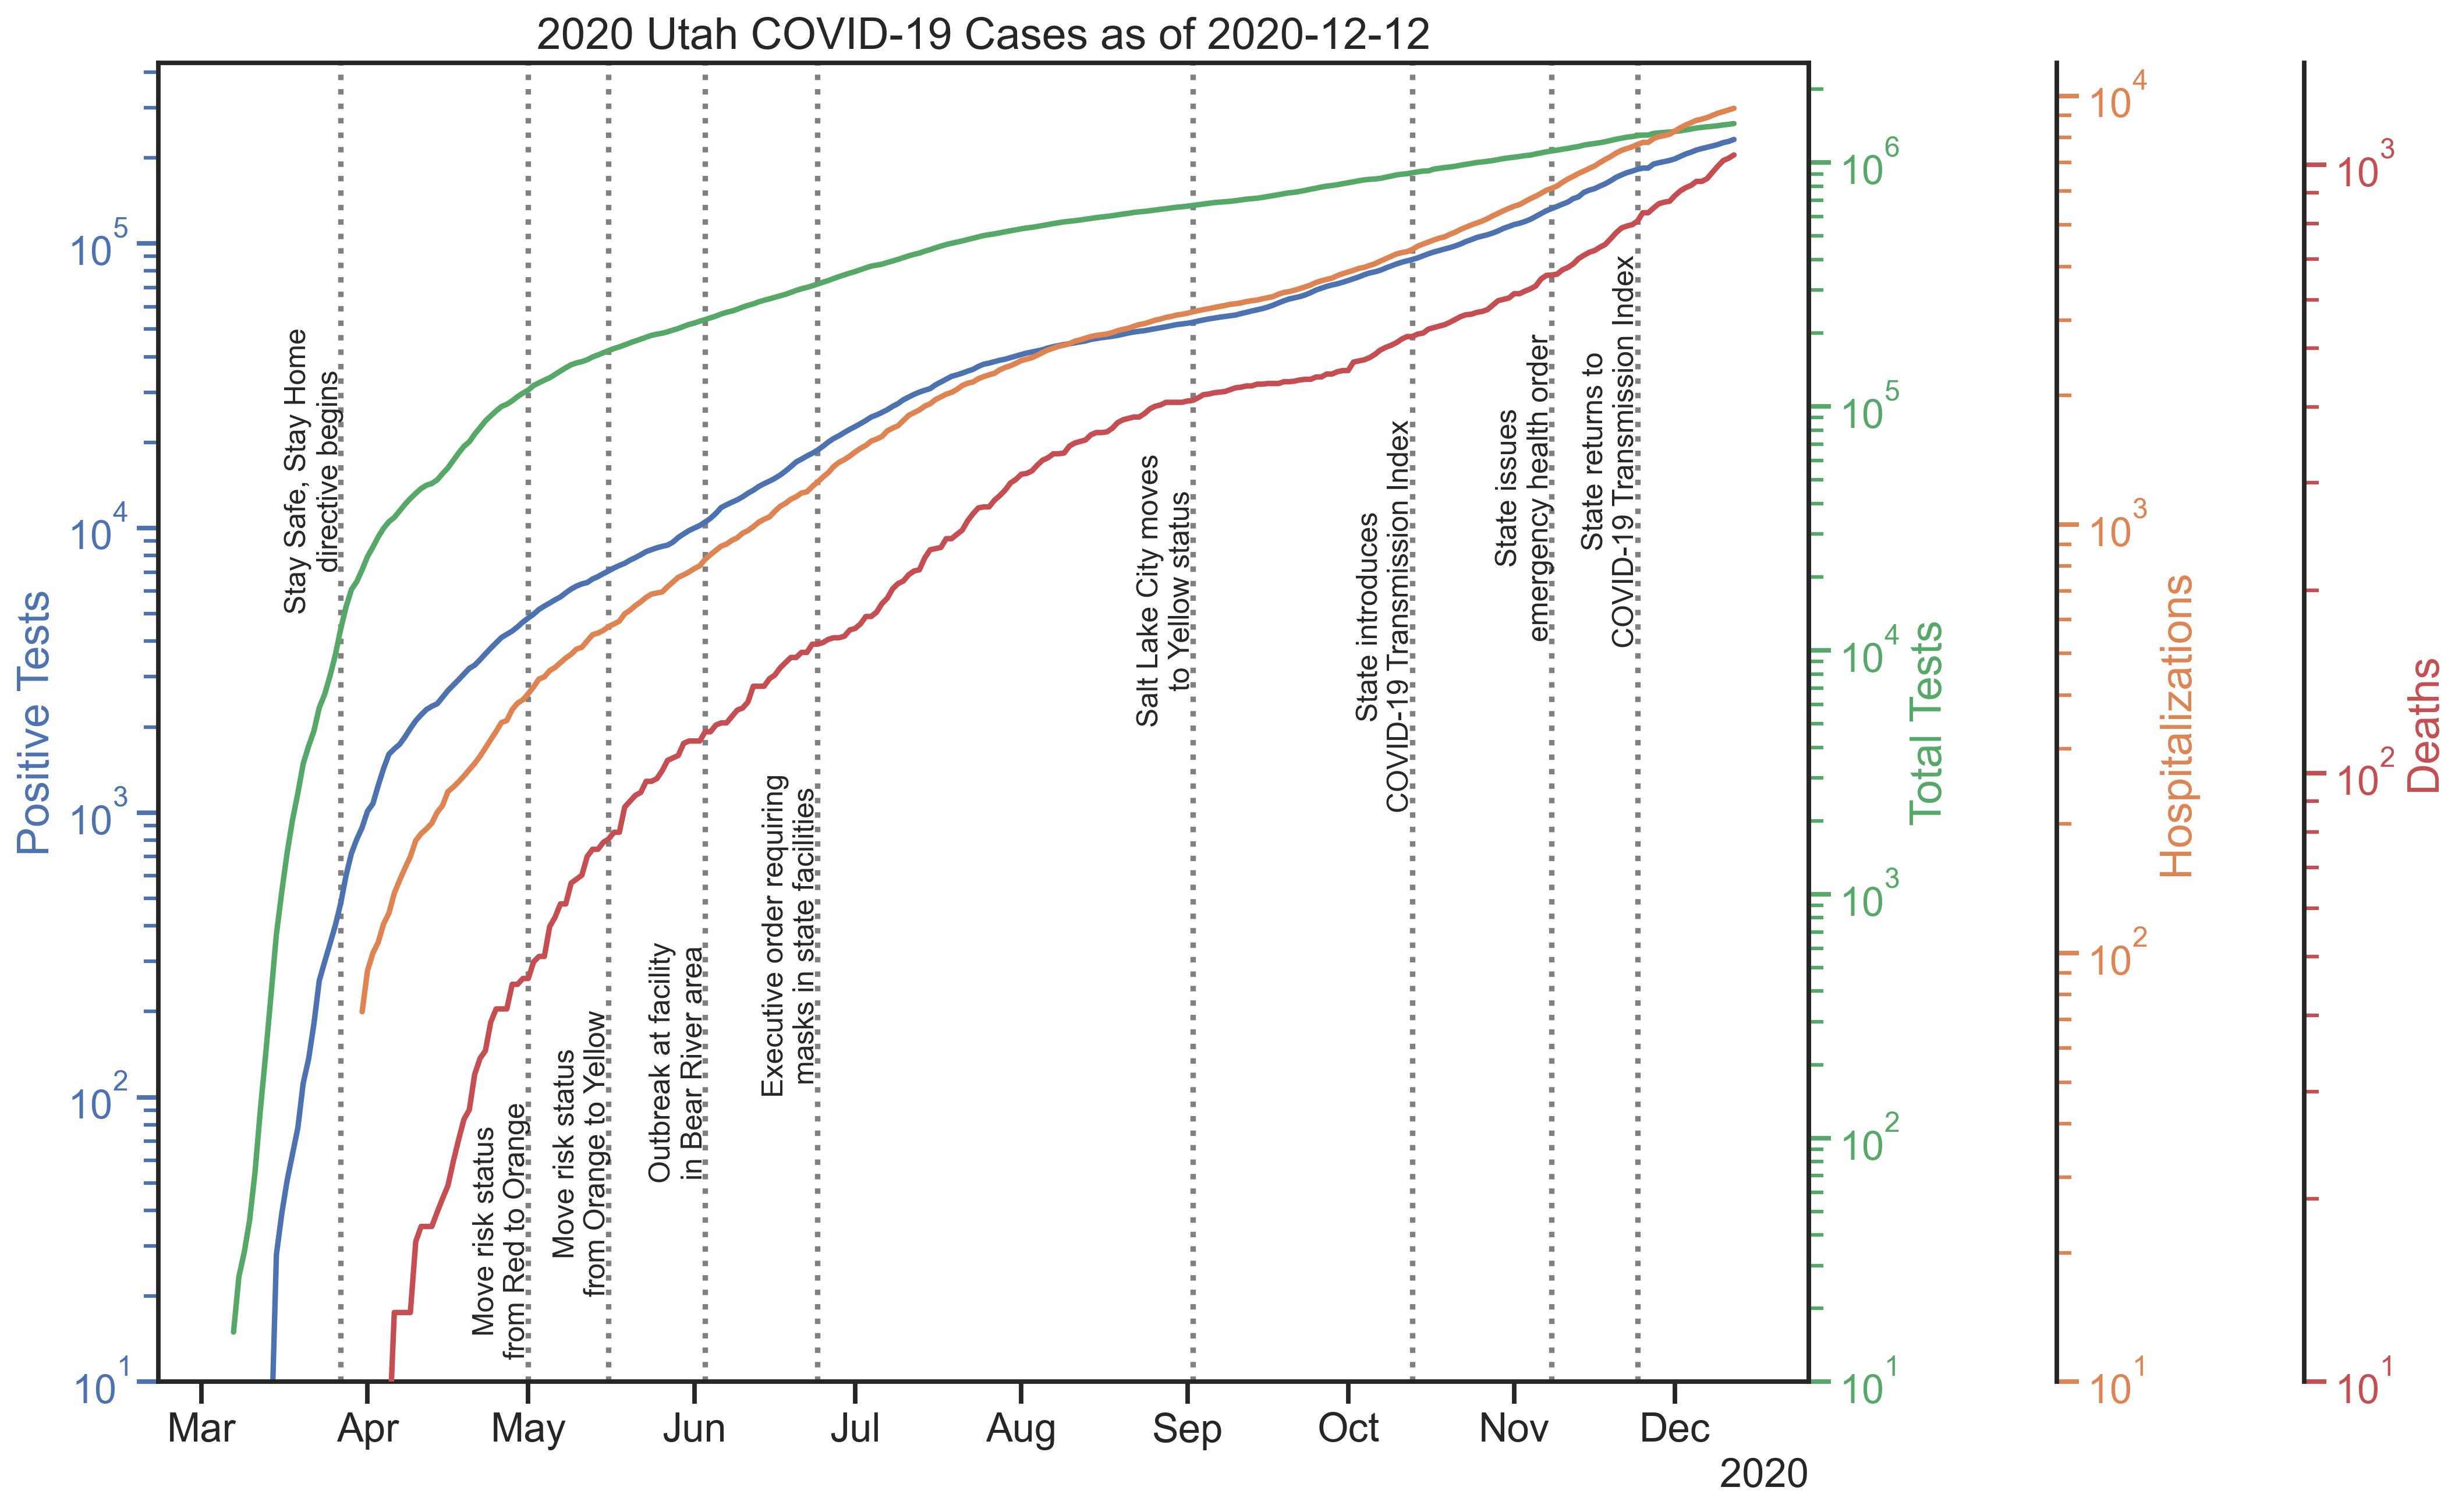 2020 Utah COVID-19 Cases as of 2020-12-12
Positive Tests
10^5
10^4
10^3
10^2
10^1
Stay Safe, Stay Home
directive begins
Move risk status
from Red to Orange
Move risk status
from Orange to Yellow
Outbreak at facility
in Bear River area
Executive order requiring
masks in state facilities
Salt Lake City moves
to Yellow status
State introduces
COVID-19 Transmission Index
State issues
emergency health order
State returns to
COVID-19 Transmission Index
10^6
10^5
10^4
10^3
10^2
10^1
Total Tests
10^4
10^3
10^2
10^1
Hospitalizations
10^3
10^2
10^1
Deaths
Mar Apr May Jun Jul Aug Sep Oct Nov Dec
2020